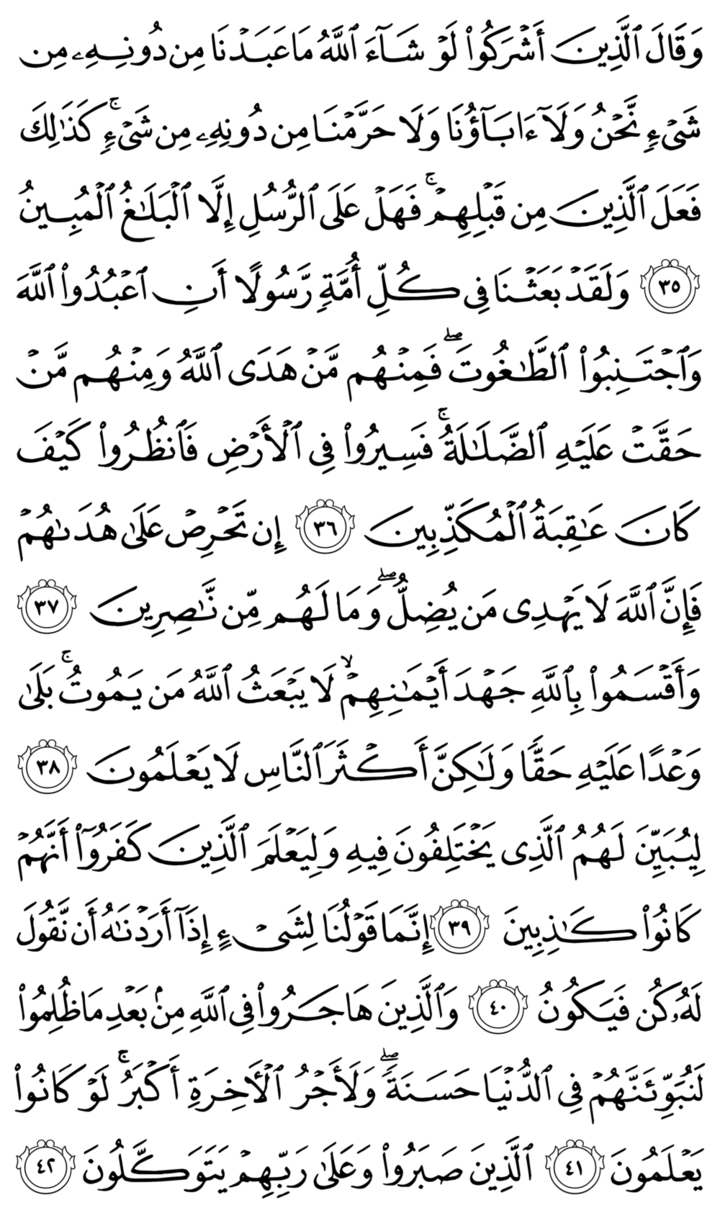 وَقَالَ ٱلَّذِينَ أَشۡرَكُواْ لَوۡ شَآءَ ٱللَّهُ مَا عَبَدۡنَا مِن دُونِهِۦ مِن
شَيۡءٖ نَّحۡنُ وَلَآ ءَابَآؤُنَا وَلَا حَرَّمۡنَا مِن دُونِهِۦ مِن شَيۡءٖۚ كَذَٰلِكَ
فَعَلَ ٱلَّذِينَ مِن قَبۡلِهِمۡۚ فَهَلۡ عَلَى ٱلرُّسُلِ إِلَّا ٱلۡبَلَٰغُ ٱلۡمُبِينُ
٣٥ وَلَقَدۡ بَعَثۡنَا فِي كُلِّ أُمَّةٖ رَّسُولًا أَنِ ٱعۡبُدُواْ ٱللَّهَ
وَٱجۡتَنِبُواْ ٱلطَّٰغُوتَۖ فَمِنۡهُم مَّنۡ هَدَى ٱللَّهُ وَمِنۡهُم مَّنۡ
حَقَّتۡ عَلَيۡهِ ٱلضَّلَٰلَةُۚ فَسِيرُواْ فِي ٱلۡأَرۡضِ فَٱنظُرُواْ كَيۡفَ
كَانَ عَٰقِبَةُ ٱلۡمُكَذِّبِينَ ٣٦ إِن تَحۡرِصۡ عَلَىٰ هُدَىٰهُمۡ
فَإِنَّ ٱللَّهَ لَا يَهۡدِي مَن يُضِلُّۖ وَمَا لَهُم مِّن نَّٰصِرِينَ ٣٧
وَأَقۡسَمُواْ بِٱللَّهِ جَهۡدَ أَيۡمَٰنِهِمۡۙ لَا يَبۡعَثُ ٱللَّهُ مَن يَمُوتُۚ بَلَىٰ
وَعۡدًا عَلَيۡهِ حَقّٗا وَلَٰكِنَّ أَكۡثَرَ ٱلنَّاسِ لَا يَعۡلَمُونَ ٣٨
لِيُبَيِّنَ لَهُمُ ٱلَّذِي يَخۡتَلِفُونَ فِيهِ وَلِيَعۡلَمَ ٱلَّذِينَ كَفَرُوٓاْ أَنَّهُمۡ
كَانُواْ كَٰذِبِينَ ٣٩ إِنَّمَا قَوۡلُنَا لِشَيۡءٍ إِذَآ أَرَدۡنَٰهُ أَن نَّقُولَ
لَهُۥ كُن فَيَكُونُ ٤٠ وَٱلَّذِينَ هَاجَرُواْ فِي ٱللَّهِ مِنۢ بَعۡدِ مَا ظُلِمُواْ
لَنُبَوِّئَنَّهُمۡ فِي ٱلدُّنۡيَا حَسَنَةٗۖ وَلَأَجۡرُ ٱلۡأٓخِرَةِ أَكۡبَرُۚ لَوۡ كَانُواْ
يَعۡلَمُونَ ٤١ ٱلَّذِينَ صَبَرُواْ وَعَلَىٰ رَبِّهِمۡ يَتَوَكَّلُونَ ٤٢